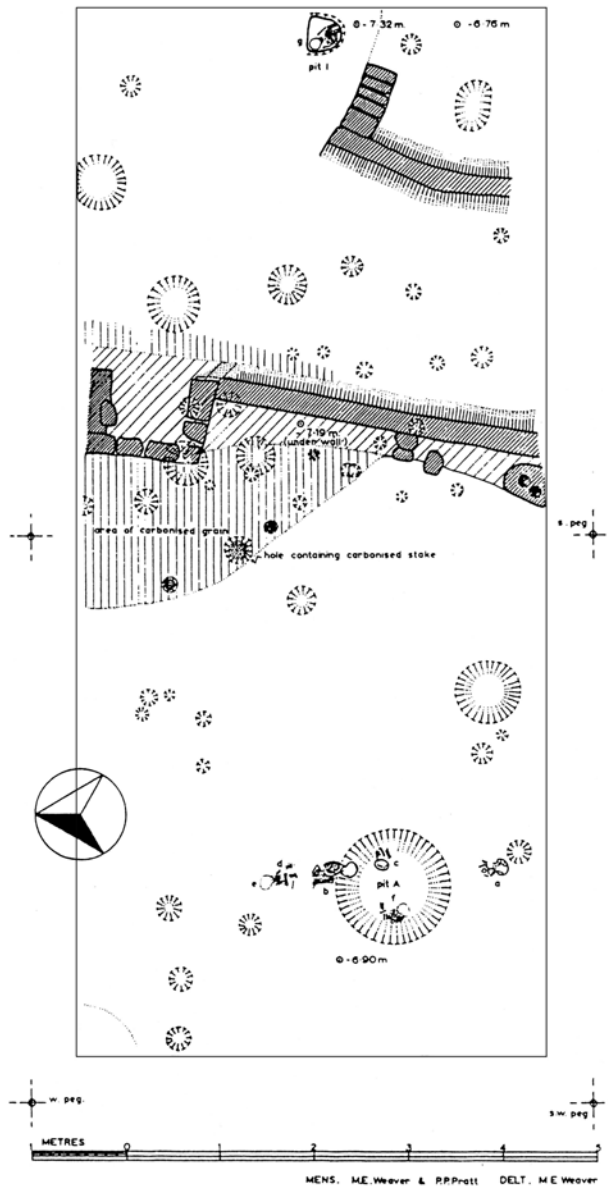 ⊙-7·32 m.
⊙ -6·76 m
g
pit I
⊙
-7·19 m
(under wall)
area of carbonised grain
s. peg
hole containing carbonised stake
d
c
e
b
pit A
f
a
⊙-6·90 m
w. peg.
s.w. peg
METRES
1 0 1 2 3 4 5
MENS. M.E. Weaver & P.P. Pratt DELT. M E Weaver